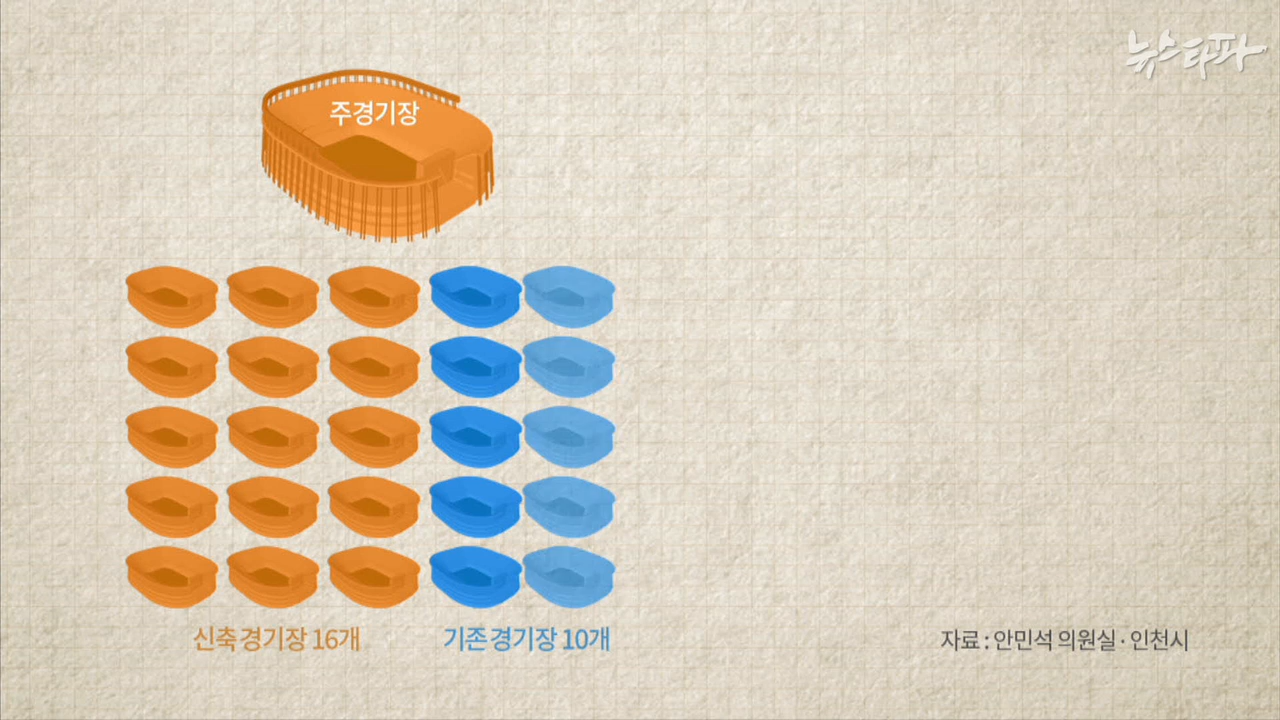 뉴스타파
주경기장
신축 경기장 16개
기존 경기장 10개
자료 : 안민석 의원실 · 인천시